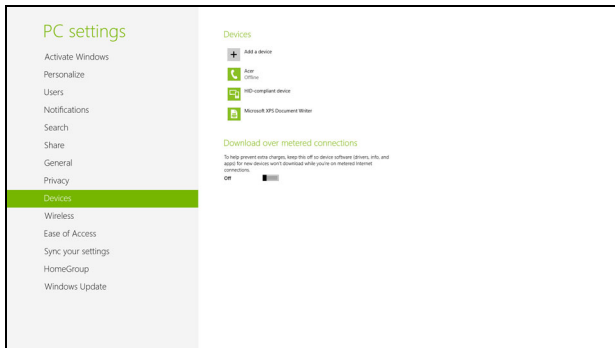 PC settings
Activate Windows
Personalize
Users
Notifications
Search
Share
General
Privacy
Devices
Wireless
Ease of Access
Sync your settings
HomeGroup
Windows Update
Devices
Add a device
Acer
Offline
HID-compliant device
Microsoft XPS Document Writer
Download over metered connections
To help prevent extra charges, keep this off so device software (drivers, info, and
apps) for new devices won't download while you're on metered Internet
connections.
Off